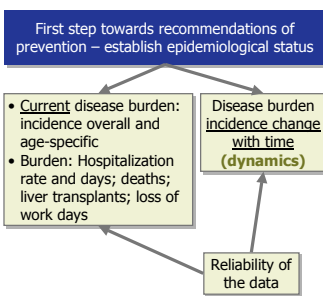 First step towards recommendations of
prevention – establish epidemiological status
• Current disease burden:
incidence overall and
age-specific
• Burden: Hospitalization
rate and days; deaths;
liver transplants; loss of
work days
Disease burden
incidence change
with time
(dynamics)
Reliability of
the data